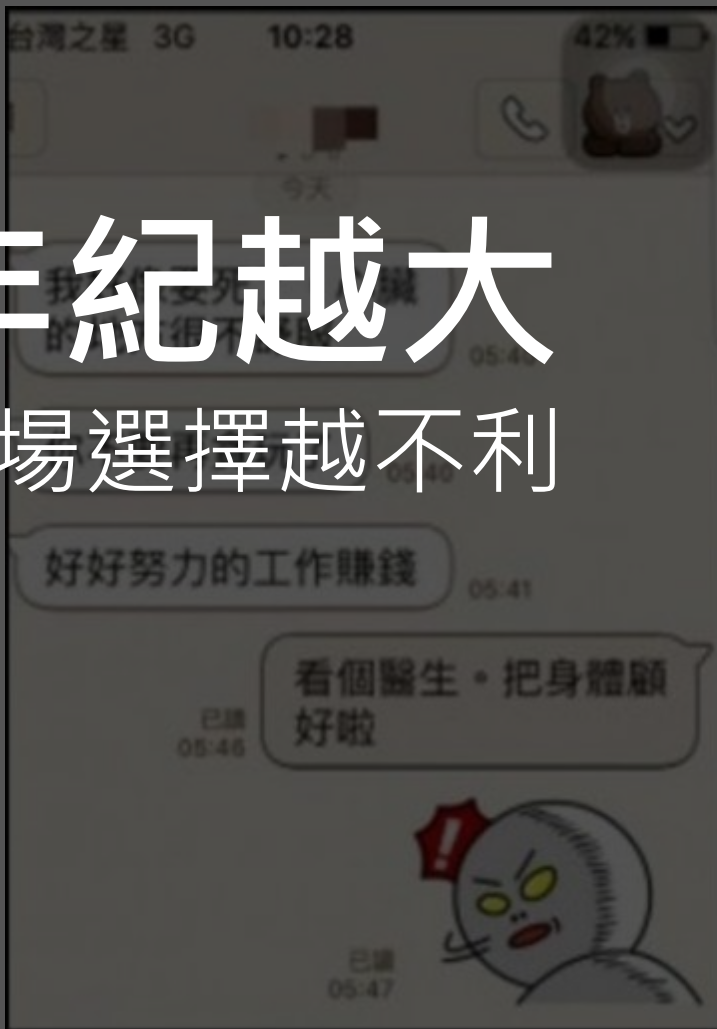 台灣之星 3G 10:28 42%
今天
紀越大
05:40
場選擇越不利
05:40
好好努力的工作賺錢
05:41
看個醫生。把身體顧
好啦
已讀
05:46
!
已讀
05:47